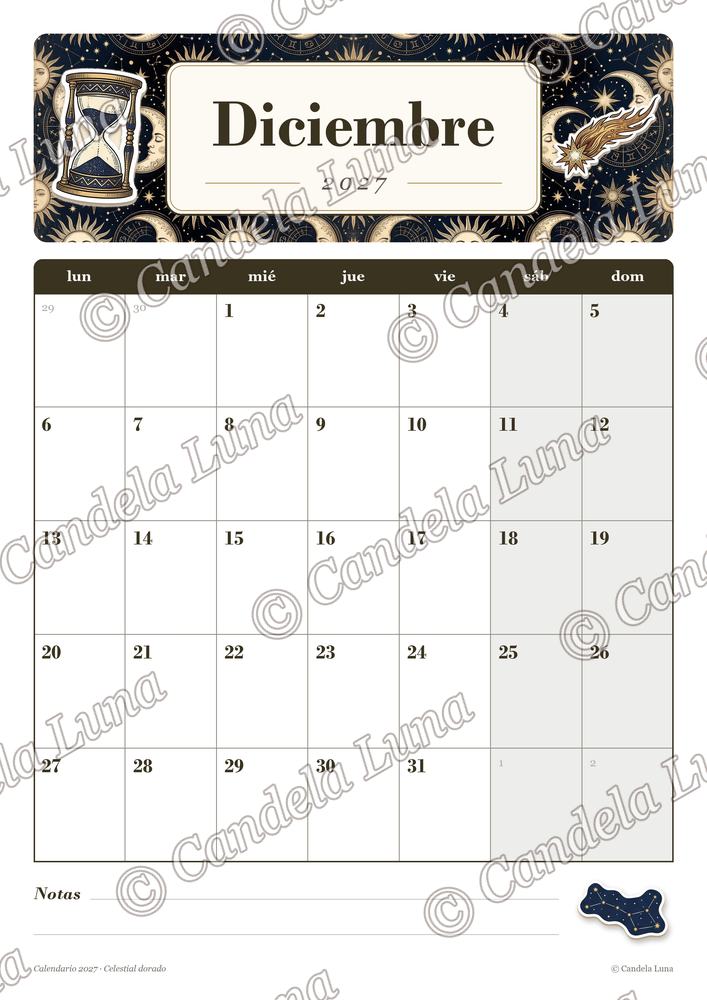 Diciembre
2027
lun mar mié jue vie sáb dom
29 30 1 2 3 4 5
6 7 8 9 10 11 12
13 14 15 16 17 18 19
20 21 22 23 24 25 26
27 28 29 30 31 1 2
Notas
Calendario 2027 · Celestial dorado
© Candela Luna
© Candela Luna